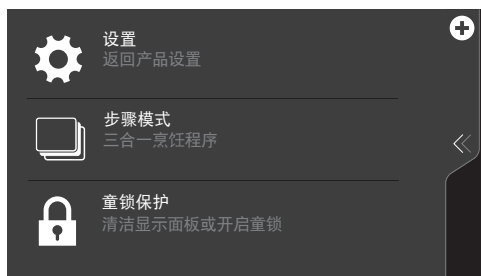 设置
返回产品设置
步骤模式
三合一烹饪程序
童锁保护
清洁显示面板或开启童锁